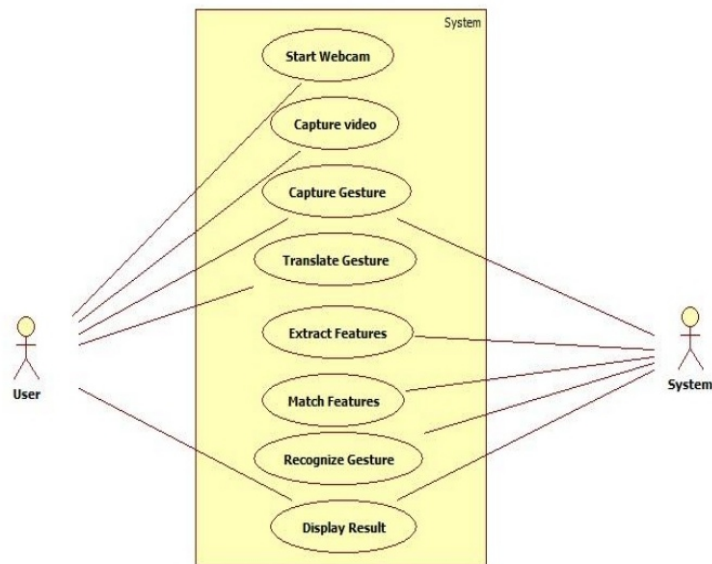 System
Start Webcam
Capture video
Capture Gesture
Translate Gesture
Extract Features
Match Features
Recognize Gesture
Display Result
User
System